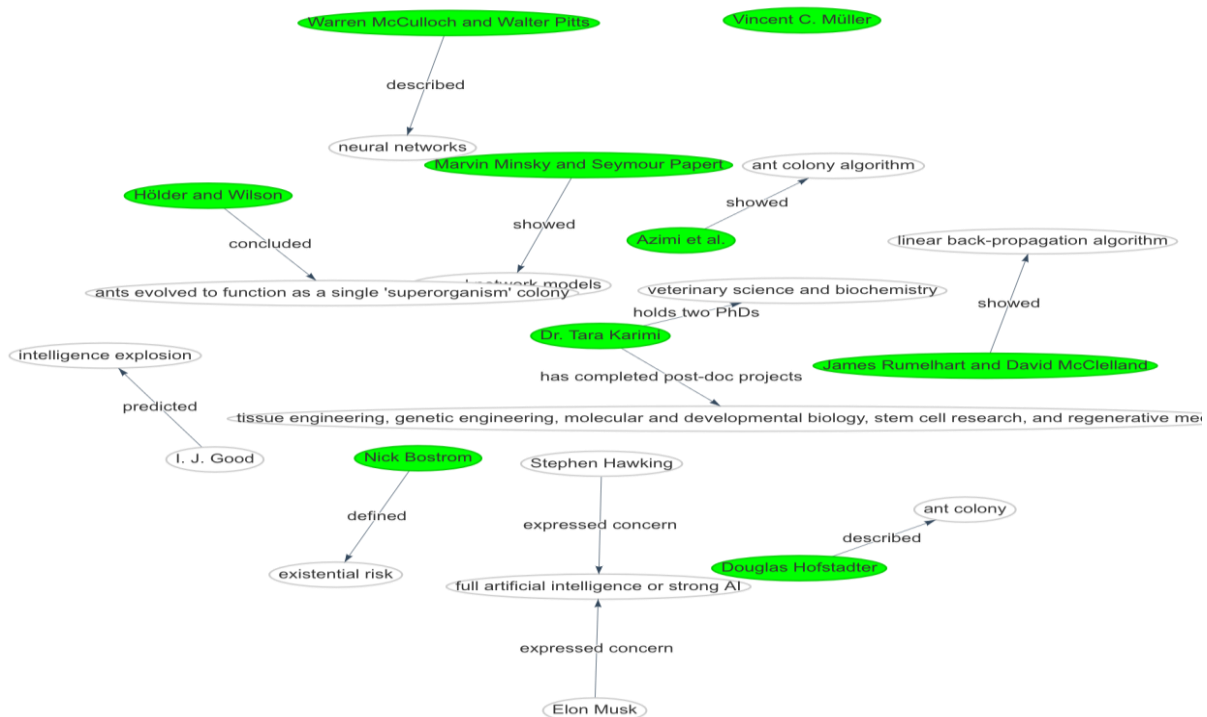 Warren McCulloch and Walter Pitts
Vincent C. Müller
described
neural networks
Marvin Minsky and Seymour Papert
ant colony algorithm
Hölder and Wilson
showed
showed
concluded
Azimi et al.
linear back-propagation algorithm
network models
ants evolved to function as a single 'superorganism' colony
veterinary science and biochemistry
showed
holds two PhDs
Dr. Tara Karimi
intelligence explosion
James Rumelhart and David McClelland
has completed post-doc projects
predicted
tissue engineering, genetic engineering, molecular and developmental biology, stem cell research, and regenerative me
I. J. Good
Nick Bostrom
Stephen Hawking
ant colony
defined
expressed concern
described
existential risk
Douglas Hofstadter
full artificial intelligence or strong AI
expressed concern
Elon Musk